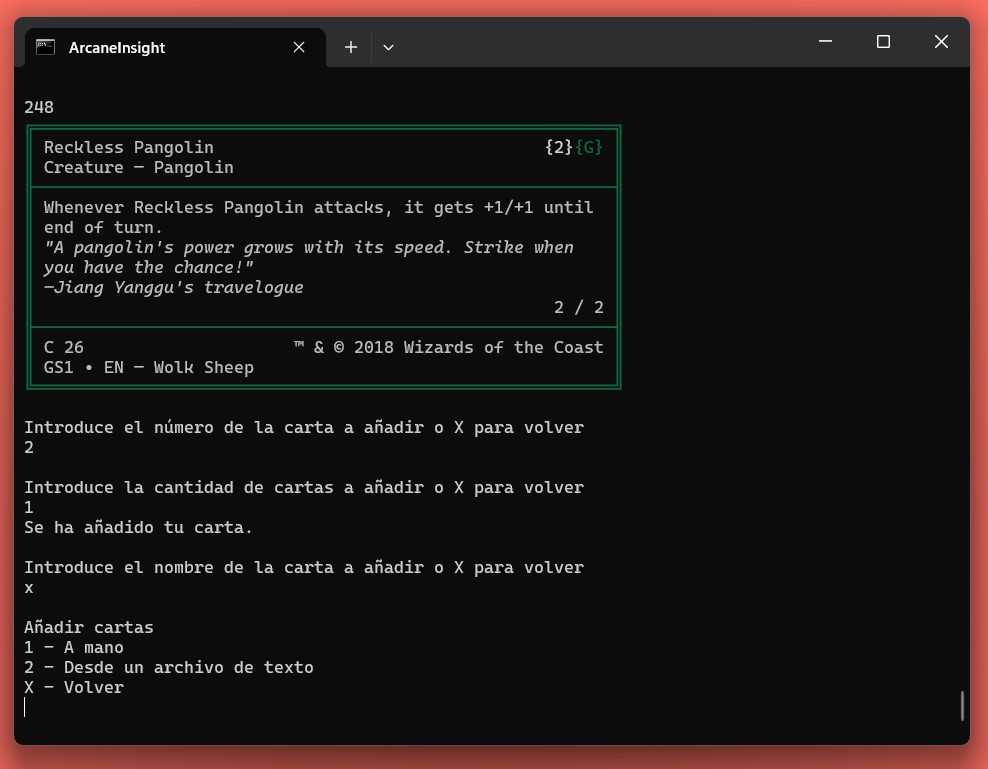 ArcaneInsight
248
Reckless Pangolin {2}{G}
Creature — Pangolin
Whenever Reckless Pangolin attacks, it gets +1/+1 until
end of turn.
"A pangolin's power grows with its speed. Strike when
you have the chance!"
—Jiang Yanggu's travelogue
2 / 2
C 26 ™ & © 2018 Wizards of the Coast
GS1 • EN — Wolk Sheep
Introduce el número de la carta a añadir o X para volver
2
Introduce la cantidad de cartas a añadir o X para volver
1
Se ha añadido tu carta.
Introduce el nombre de la carta a añadir o X para volver
x
Añadir cartas
1 — A mano
2 — Desde un archivo de texto
X — Volver